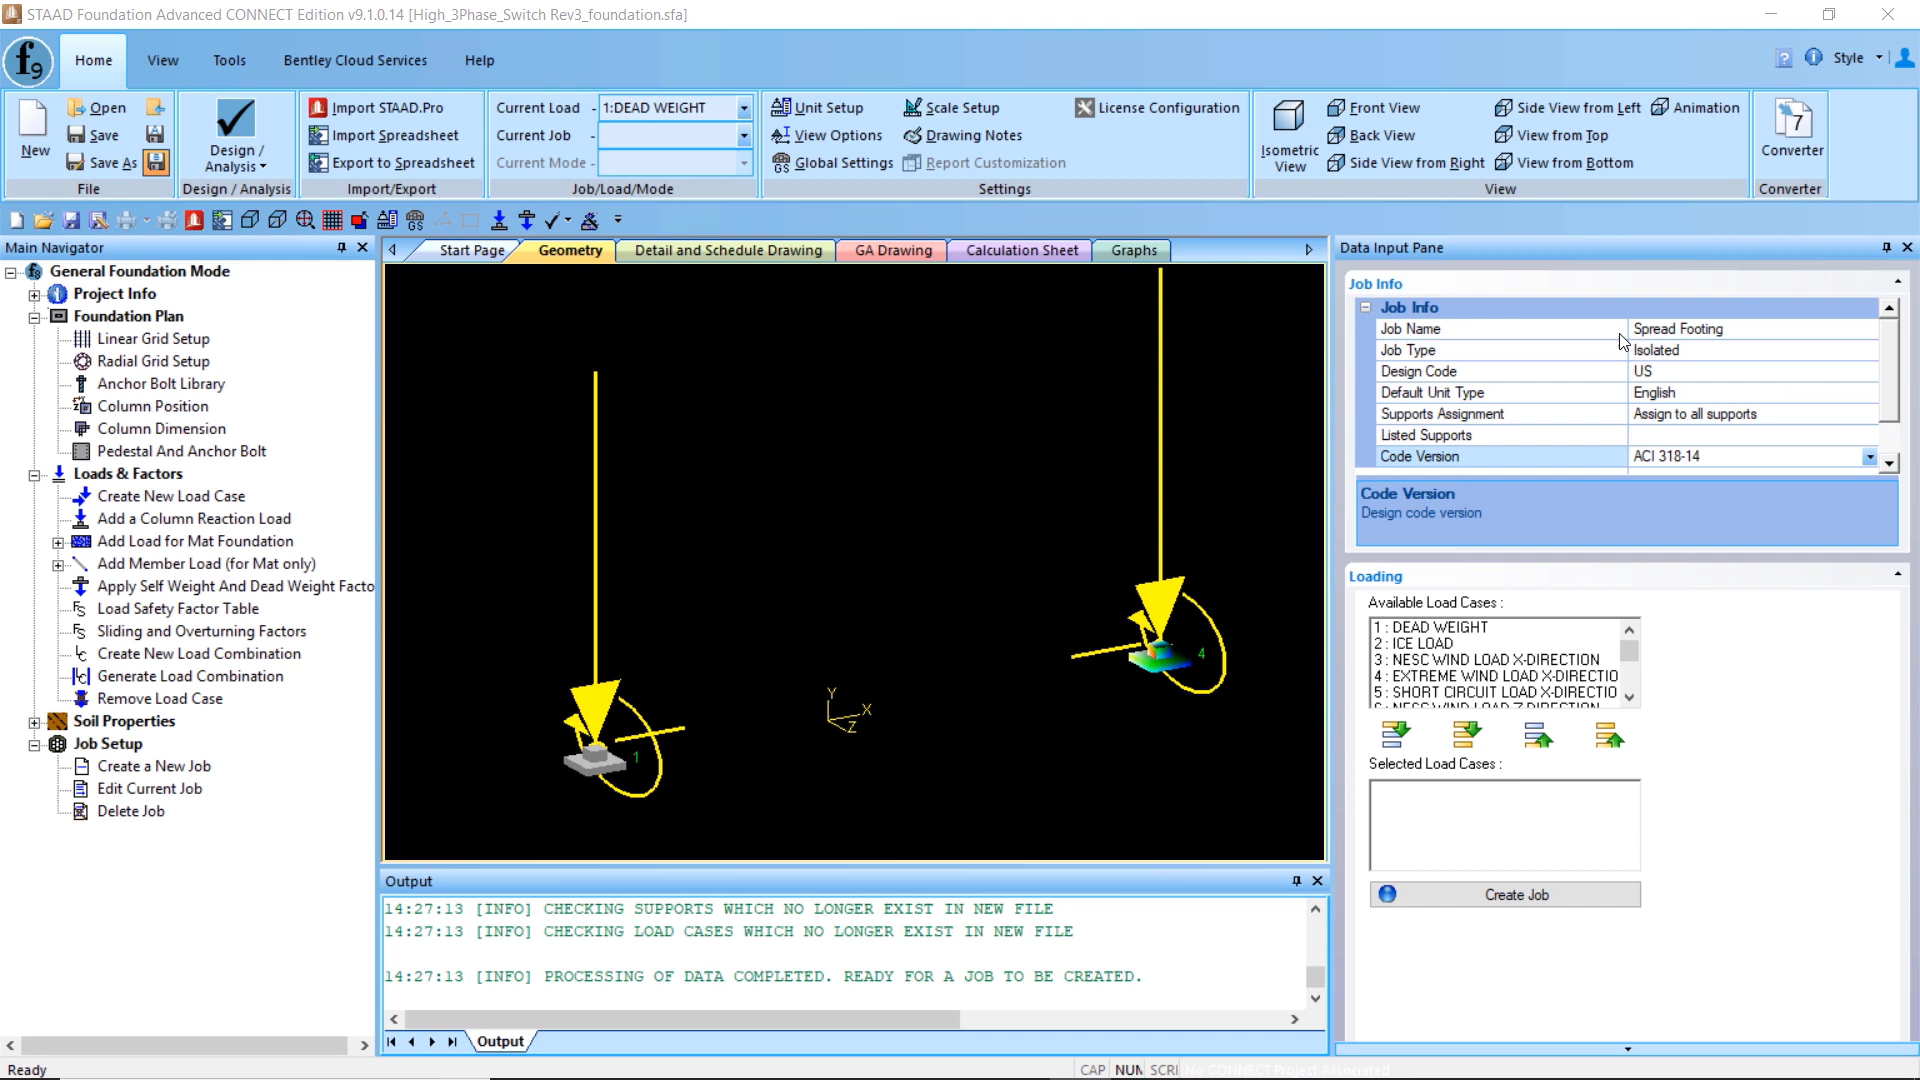 STAAD Foundation Advanced CONNECT Edition v9.1.0.14 [High_3Phase_Switch Rev3_foundation.sfa]
Home View Tools Bentley Cloud Services Help
Style
New
Open
Save
Save As
File
Design / Analysis
Design / Analysis
Import STAAD.Pro
Import Spreadsheet
Export to Spreadsheet
Import/Export
Current Load - 1:DEAD WEIGHT
Current Job -
Current Mode -
Job/Load/Mode
Unit Setup Scale Setup License Configuration
View Options Drawing Notes
Global Settings Report Customization
Settings
Isometric View
Front View Side View from Left Animation
Back View View from Top
Side View from Right View from Bottom
View
7
Converter
Converter
Main Navigator
General Foundation Mode
Project Info
Foundation Plan
Linear Grid Setup
Radial Grid Setup
Anchor Bolt Library
Column Position
Column Dimension
Pedestal And Anchor Bolt
Loads & Factors
Create New Load Case
Add a Column Reaction Load
Add Load for Mat Foundation
Add Member Load (for Mat only)
Apply Self Weight And Dead Weight Facto
Load Safety Factor Table
Sliding and Overturning Factors
Create New Load Combination
Generate Load Combination
Remove Load Case
Soil Properties
Job Setup
Create a New Job
Edit Current Job
Delete Job
Start Page Geometry Detail and Schedule Drawing GA Drawing Calculation Sheet Graphs
4
Y
X
Z
1
Output
14:27:13 [INFO] CHECKING SUPPORTS WHICH NO LONGER EXIST IN NEW FILE
14:27:13 [INFO] CHECKING LOAD CASES WHICH NO LONGER EXIST IN NEW FILE
14:27:13 [INFO] PROCESSING OF DATA COMPLETED. READY FOR A JOB TO BE CREATED.
Output
Data Input Pane
Job Info
Job Info
Job Name Spread Footing
Job Type Isolated
Design Code US
Default Unit Type English
Supports Assignment Assign to all supports
Listed Supports
Code Version ACI 318-14
Code Version
Design code version
Loading
Available Load Cases :
1 : DEAD WEIGHT
2 : ICE LOAD
3 : NESC WIND LOAD X-DIRECTION
4 : EXTREME WIND LOAD X-DIRECTIO
5 : SHORT CIRCUIT LOAD X-DIRECTIO
Selected Load Cases :
Create Job
Ready
CAP NUM SCRI No CONNECT Project Associated